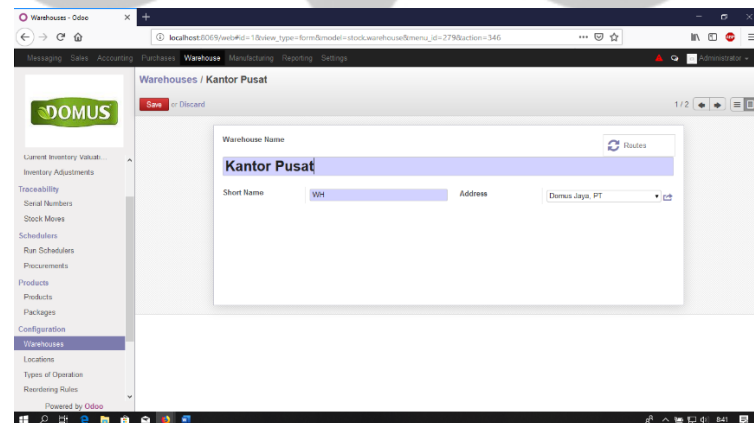 Warehouses - Odoo
localhost:8069/web#id=1&view_type=form&model=stock.warehouse&menu_id=279&action=346
Messaging Sales Accounting Purchases Warehouse Manufacturing Reporting Settings Administrator
DOMUS
Warehouses / Kantor Pusat
Save or Discard
1 / 2
Current Inventory Valuati...
Inventory Adjustments
Traceability
Serial Numbers
Stock Moves
Schedulers
Run Schedulers
Procurements
Products
Products
Packages
Configuration
Warehouses
Locations
Types of Operation
Reordering Rules
Powered by Odoo
Warehouse Name
Routes
Kantor Pusat
Short Name WH Address Domus Jaya, PT
8:41